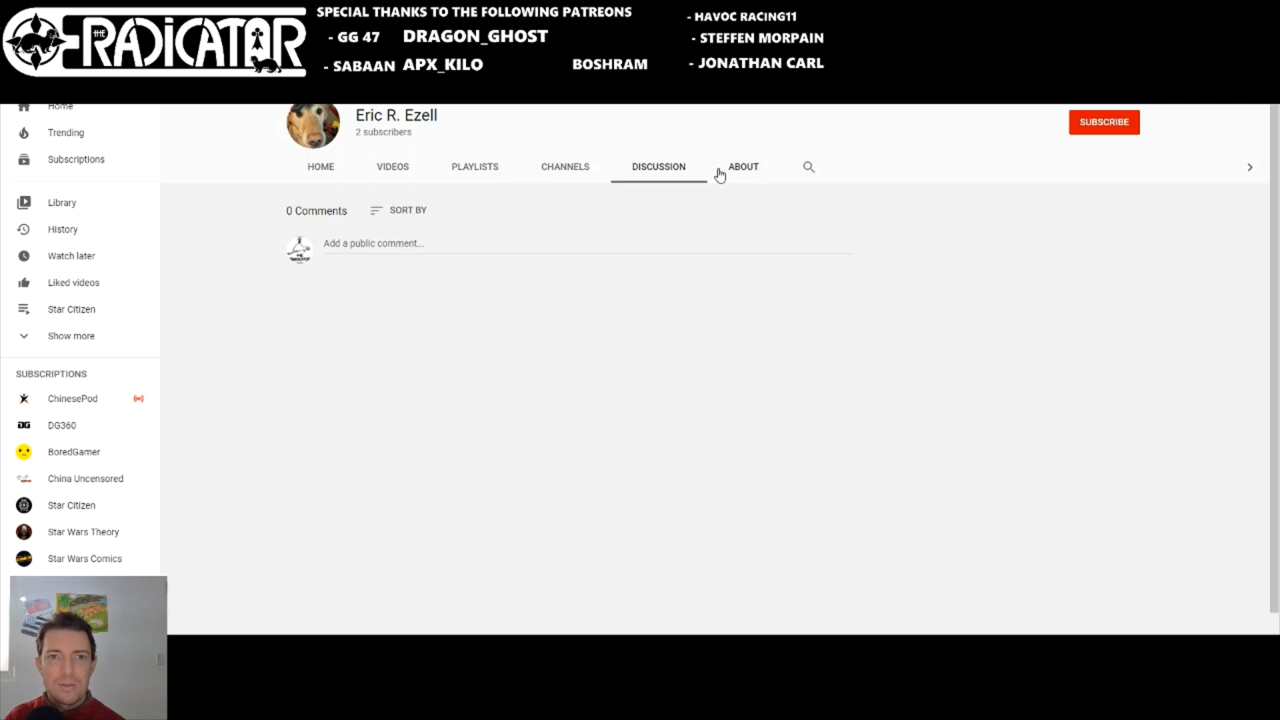 THE RADICATOR
SPECIAL THANKS TO THE FOLLOWING PATREONS
- GG 47
DRAGON_GHOST
- SABAAN
APX_KILO
BOSHRAM
- HAVOC RACING11
- STEFFEN MORPAIN
- JONATHAN CARL
Home
Trending
Subscriptions
Library
History
Watch later
Liked videos
Star Citizen
Show more
SUBSCRIPTIONS
ChinesePod
DG360
BoredGamer
China Uncensored
Star Citizen
Star Wars Theory
Star Wars Comics
Eric R. Ezell
2 subscribers
SUBSCRIBE
HOME
VIDEOS
PLAYLISTS
CHANNELS
DISCUSSION
ABOUT
0 Comments
SORT BY
Add a public comment...